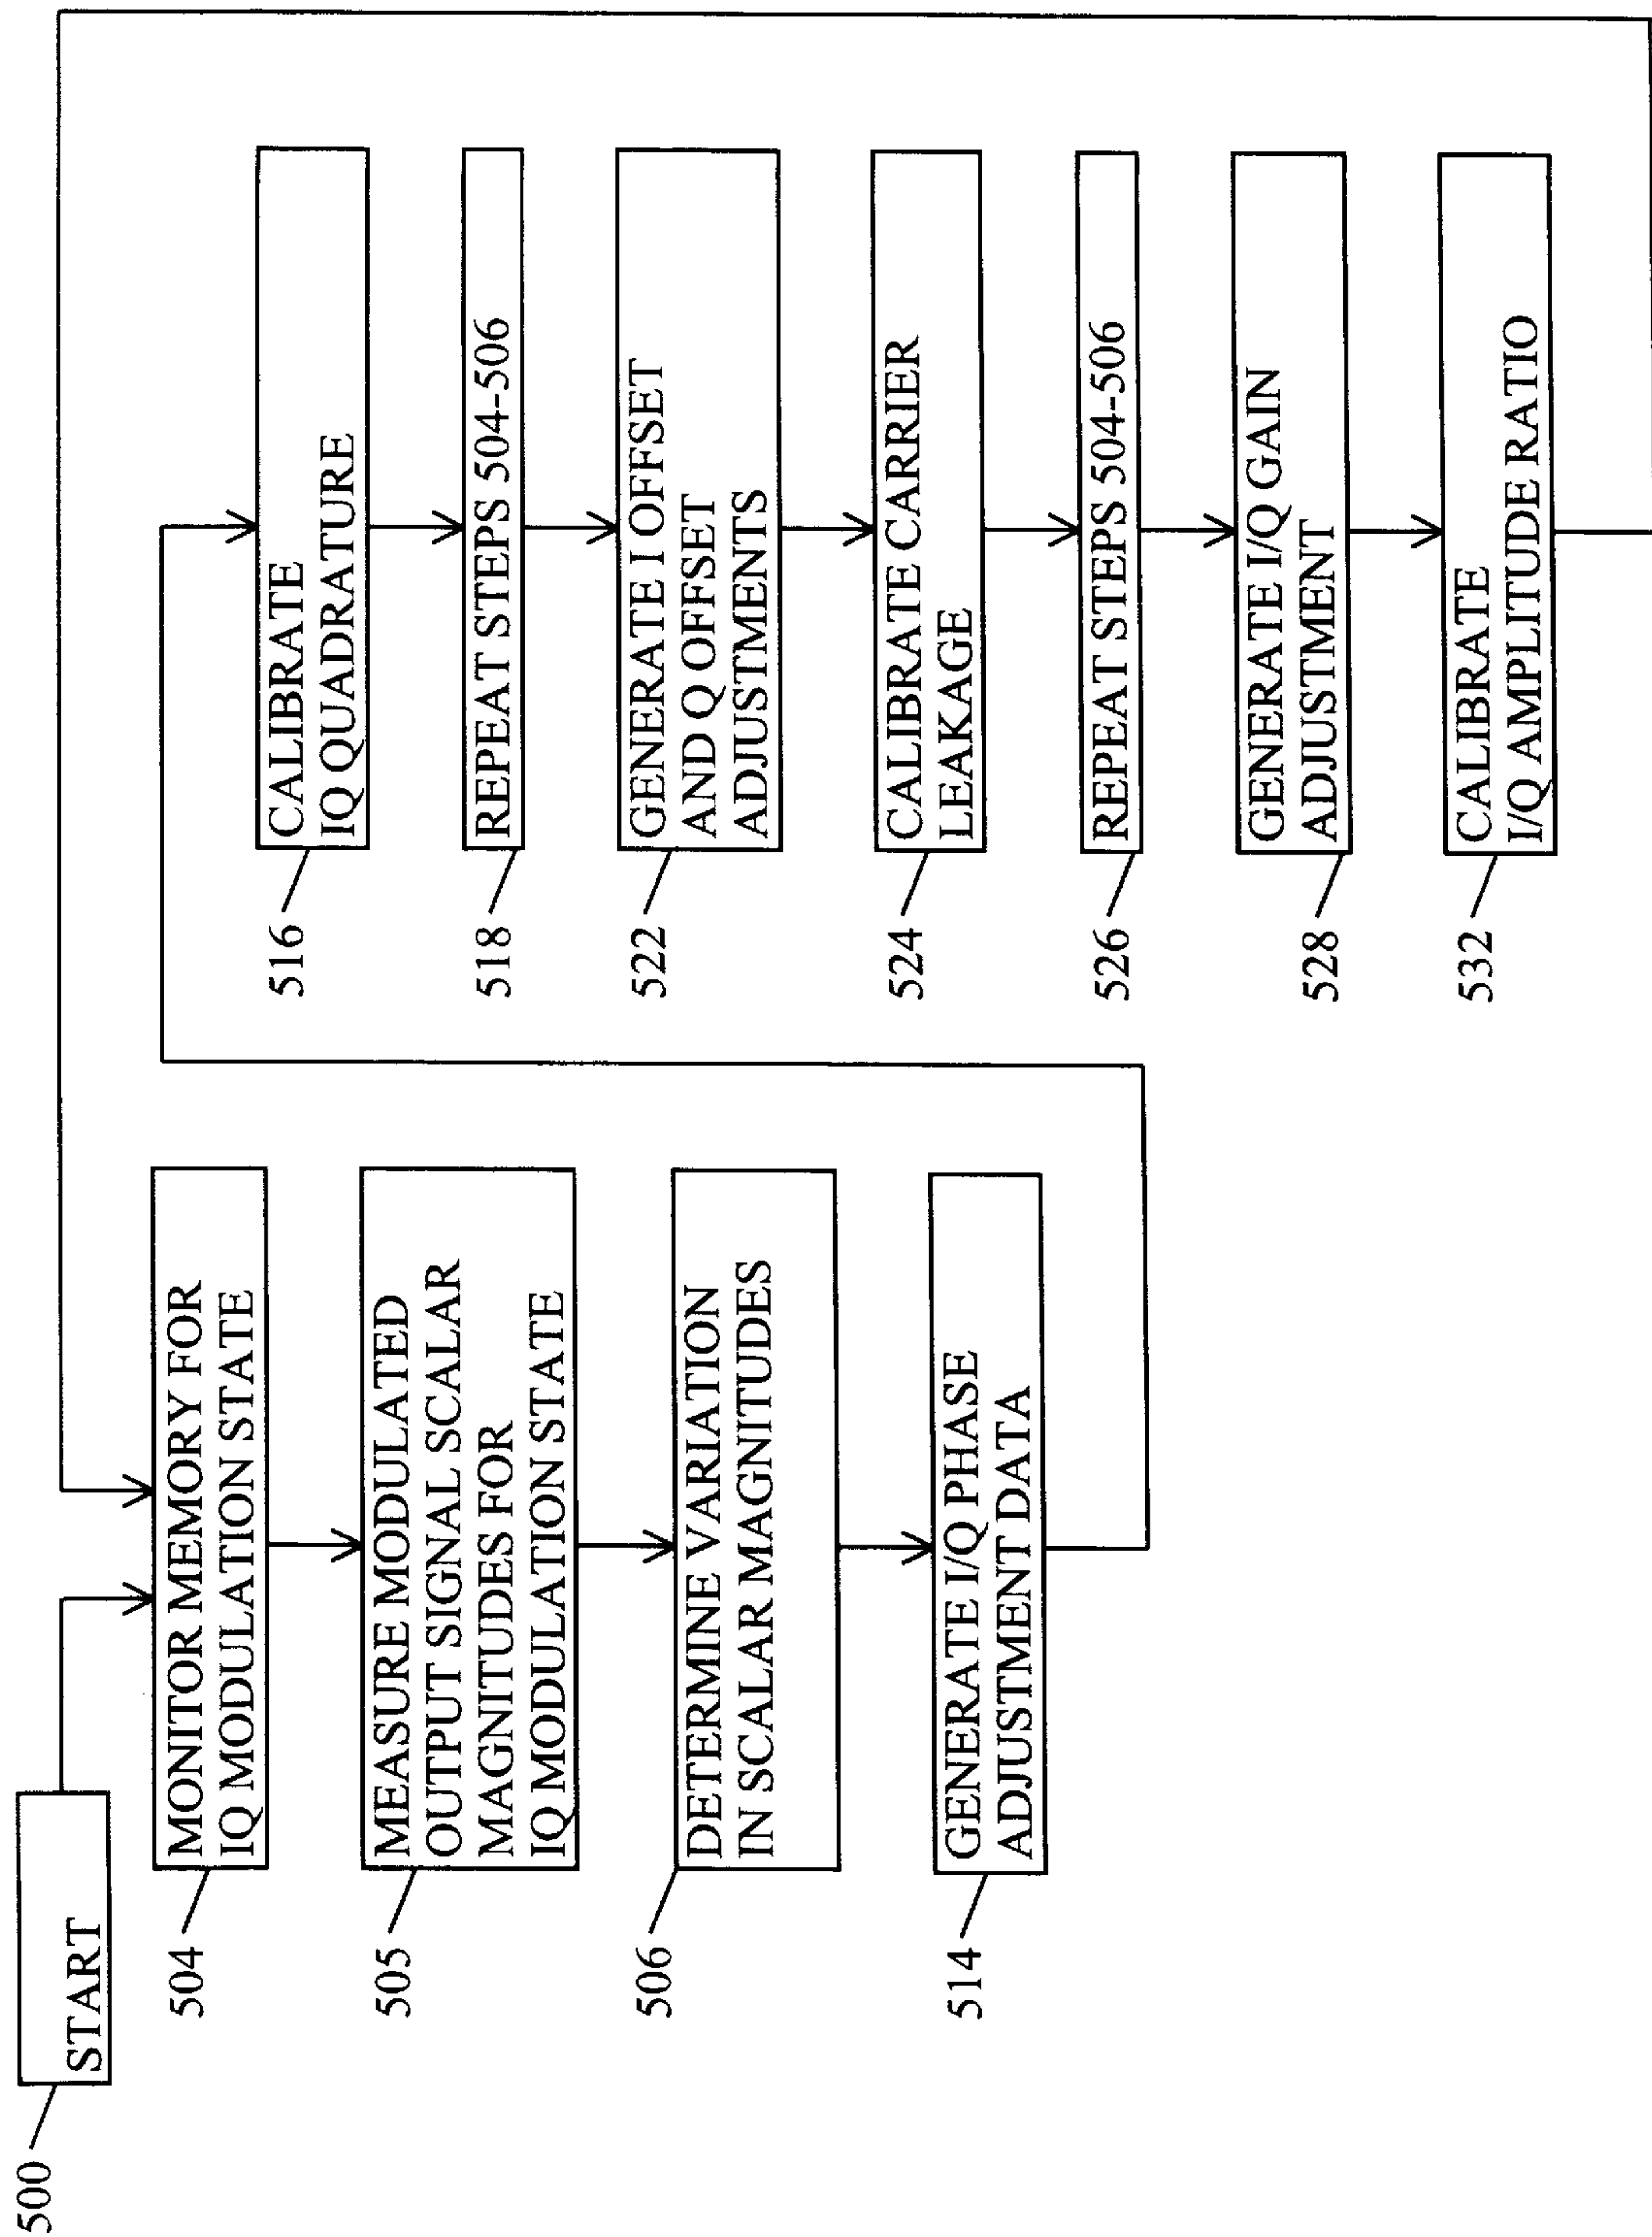 500
START
504
MONITOR MEMORY FOR
IQ MODULATION STATE
505
MEASURE MODULATED
OUTPUT SIGNAL SCALAR
MAGNITUDES FOR
IQ MODULATION STATE
506
DETERMINE VARIATION
IN SCALAR MAGNITUDES
514
GENERATE I/Q PHASE
ADJUSTMENT DATA
516
CALIBRATE
IQ QUADRATURE
518
REPEAT STEPS 504-506
522
GENERATE I OFFSET
AND Q OFFSET
ADJUSTMENTS
524
CALIBRATE CARRIER
LEAKAGE
526
REPEAT STEPS 504-506
528
GENERATE I/Q GAIN
ADJUSTMENT
532
CALIBRATE
I/Q AMPLITUDE RATIO